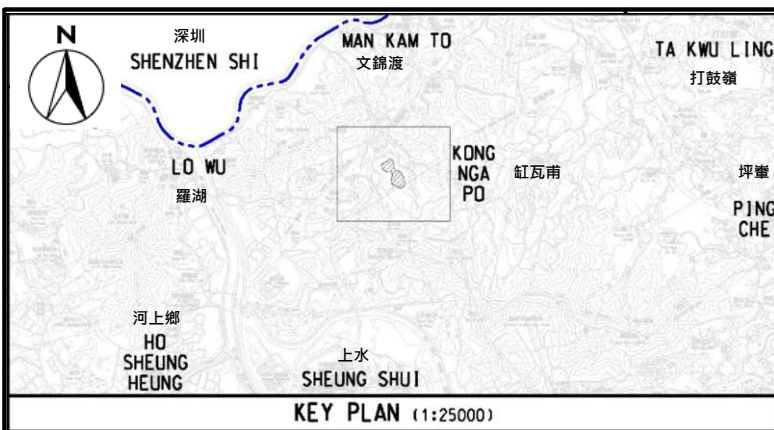 N
深圳
SHENZHEN SHI
MAN KAM TO
文錦渡
TA KWU LING
打鼓嶺
LO WU
羅湖
KONG
NGA
PO
缸瓦甫
坪輋
PING
CHE
河上鄉
HO
SHEUNG
HEUNG
上水
SHEUNG SHUI
KEY PLAN (1:25000)